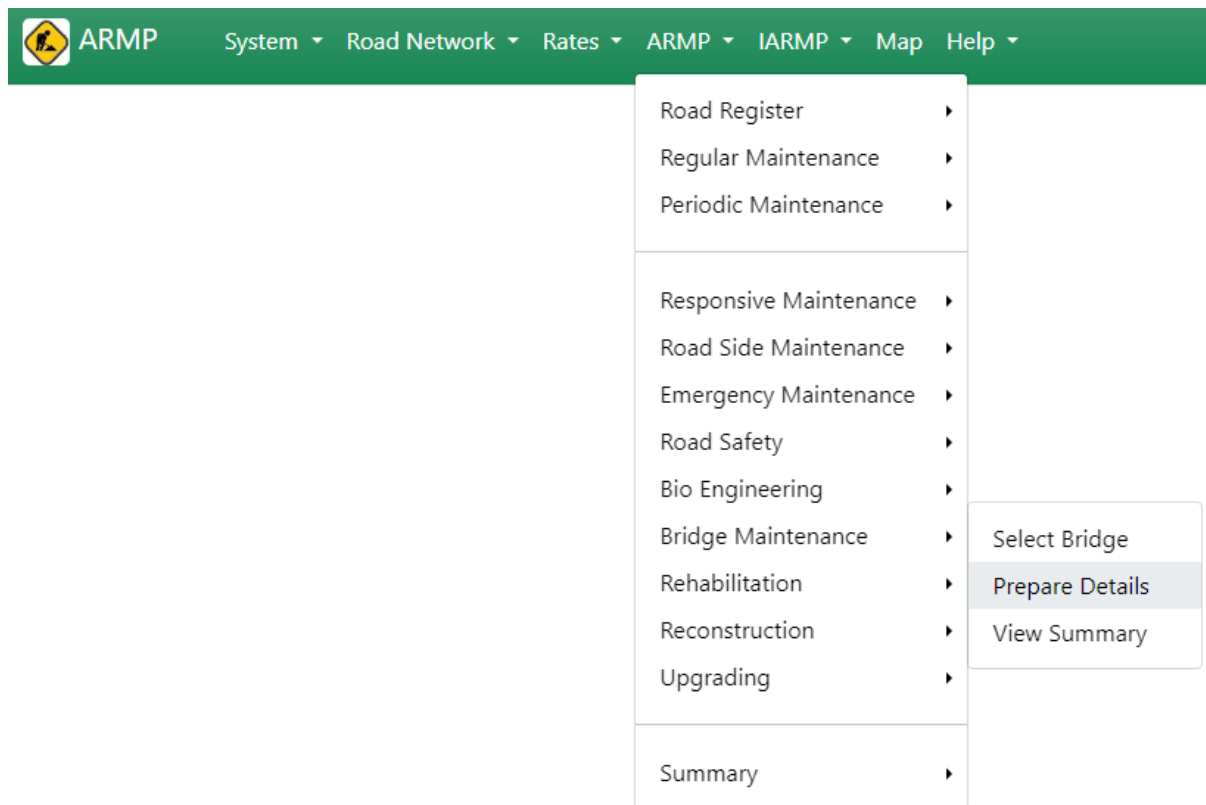 ARMP System Road Network Rates ARMP IARMP Map Help
Road Register
Regular Maintenance
Periodic Maintenance
Responsive Maintenance
Road Side Maintenance
Emergency Maintenance
Road Safety
Bio Engineering
Bridge Maintenance
Rehabilitation
Reconstruction
Upgrading
Summary
Select Bridge
Prepare Details
View Summary